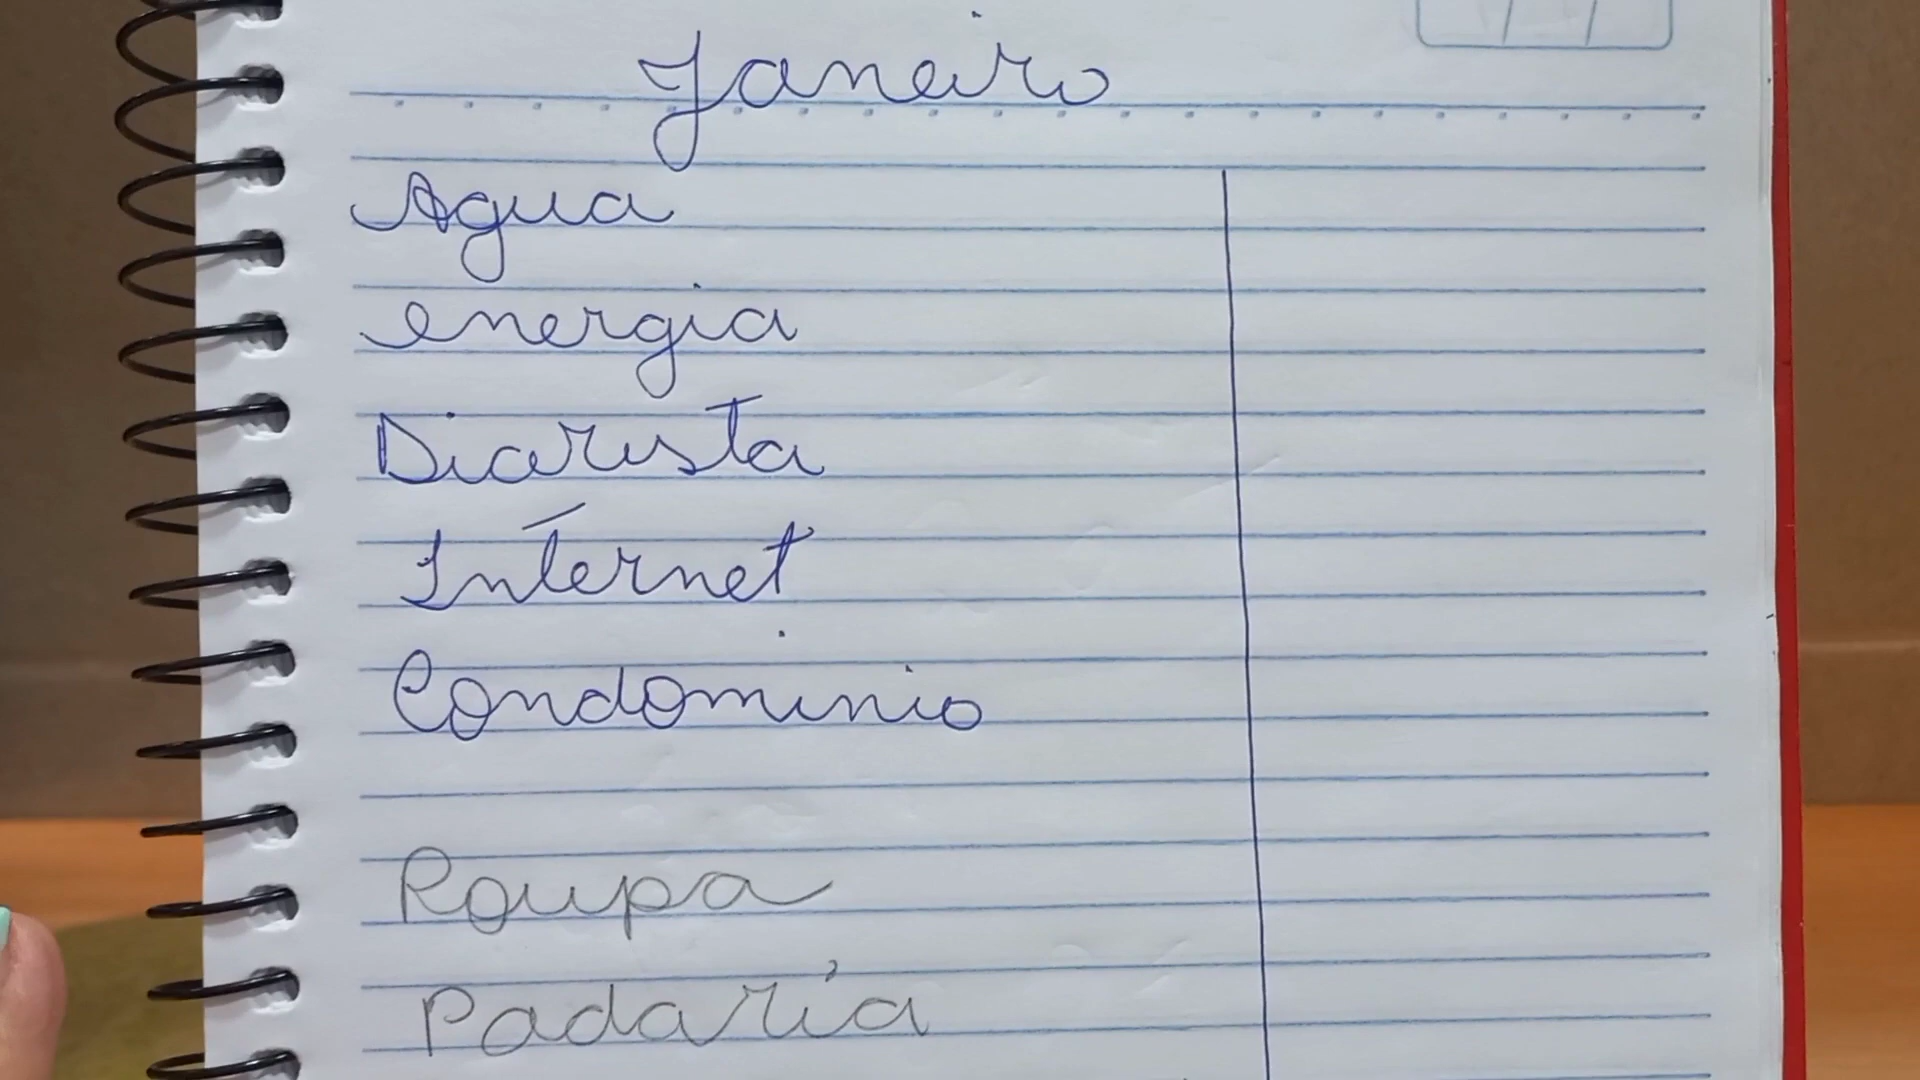 Janeiro
Agua
energia
Diarista
Internet
Condominio
Roupa
Padaria